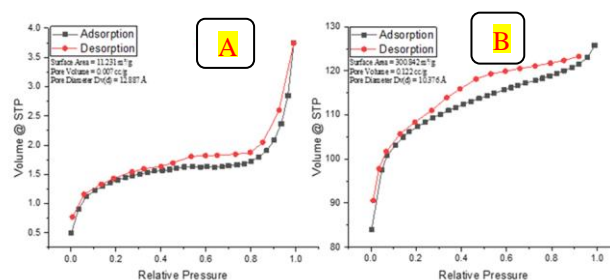 A
Adsorption
Desorption
Surface Area = 11.231 m²/g
Pore Volume = 0.007 cc/g
Pore Diameter Dv(d) = 12.887 Å
4.0
3.5
3.0
2.5
2.0
1.5
1.0
0.5
Volume @ STP
0.0
0.2
0.4
0.6
0.8
1.0
Relative Pressure
B
Adsorption
Desorption
Surface Area = 300.842 m²/g
Pore Volume = 0.122 cc/g
Pore Diameter Dv(d) = 10.376 Å
130
120
110
100
90
80
Volume @ STP
0.0
0.2
0.4
0.6
0.8
1.0
Relative Pressure